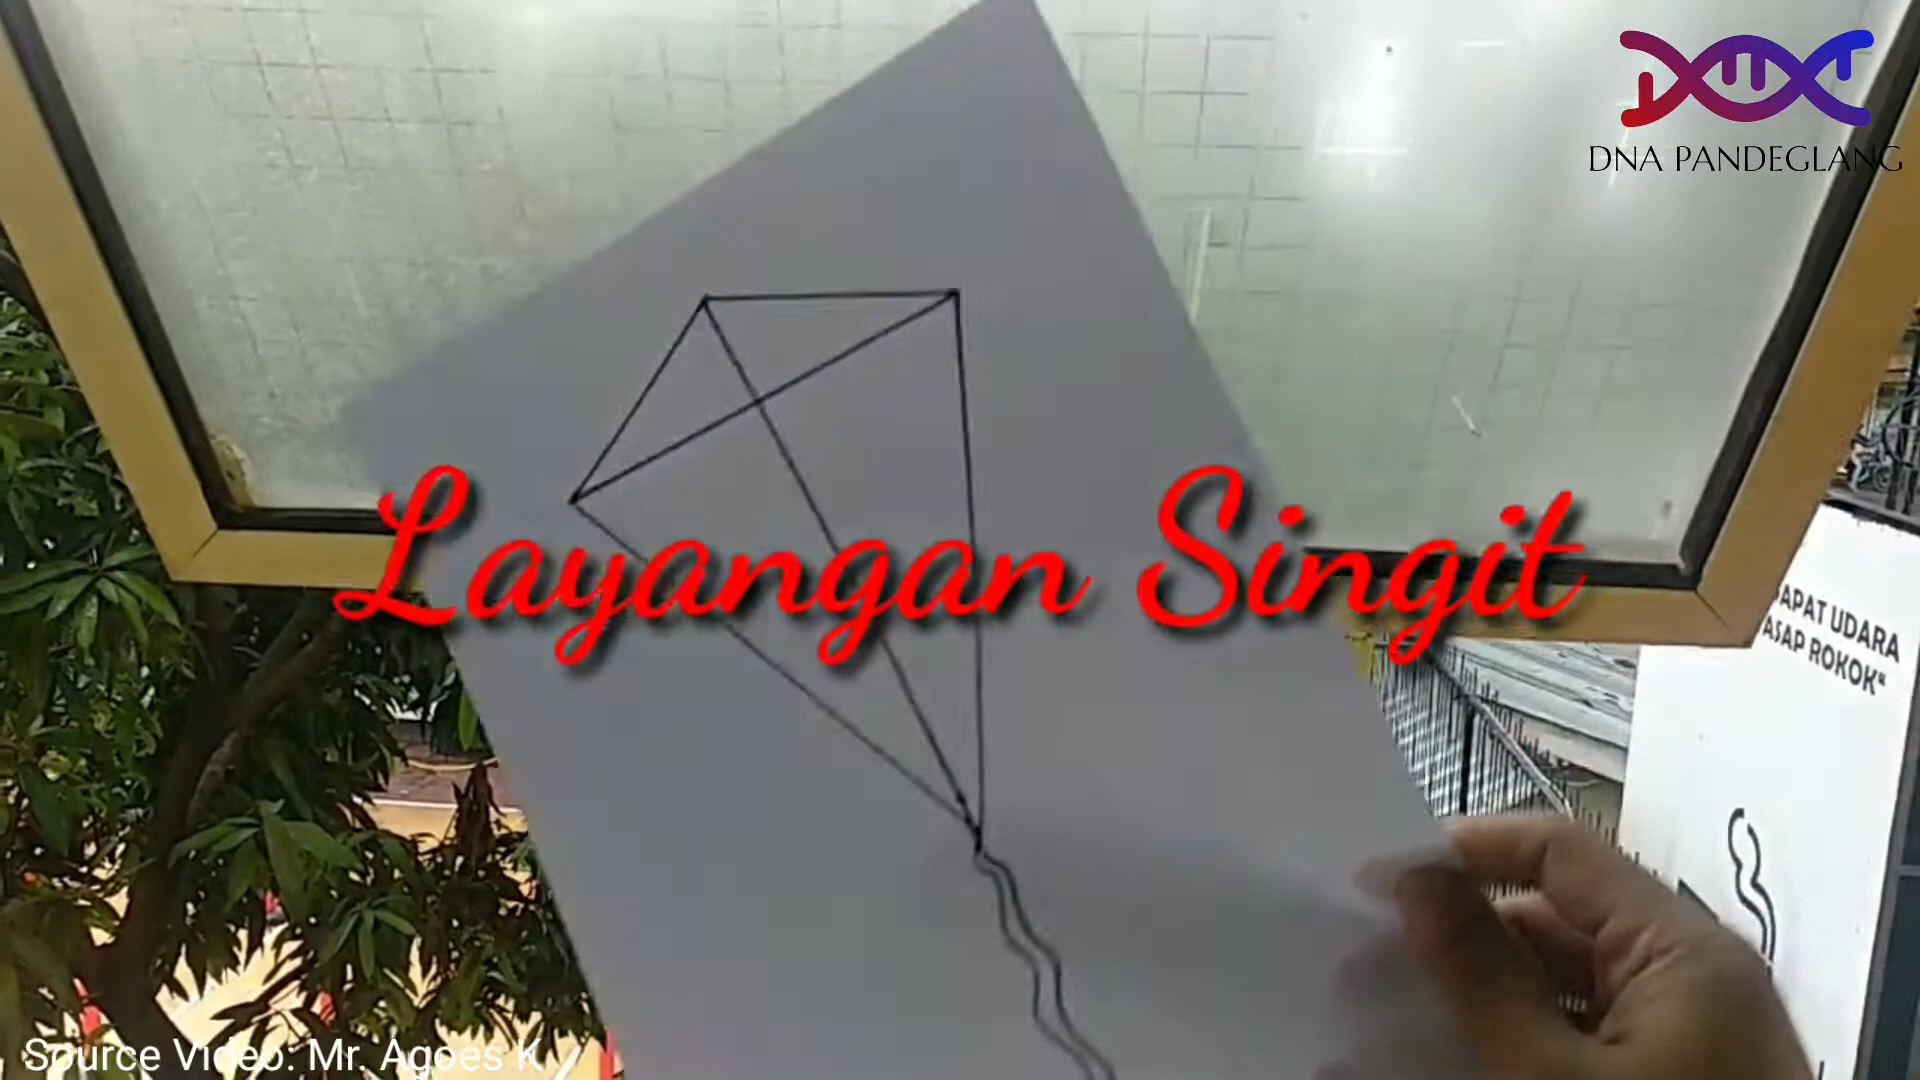 DNA PANDEGLANG
Layangan Singit
APAT UDARA
ASAP ROKOK"
Source Video: Mr. Agoes K